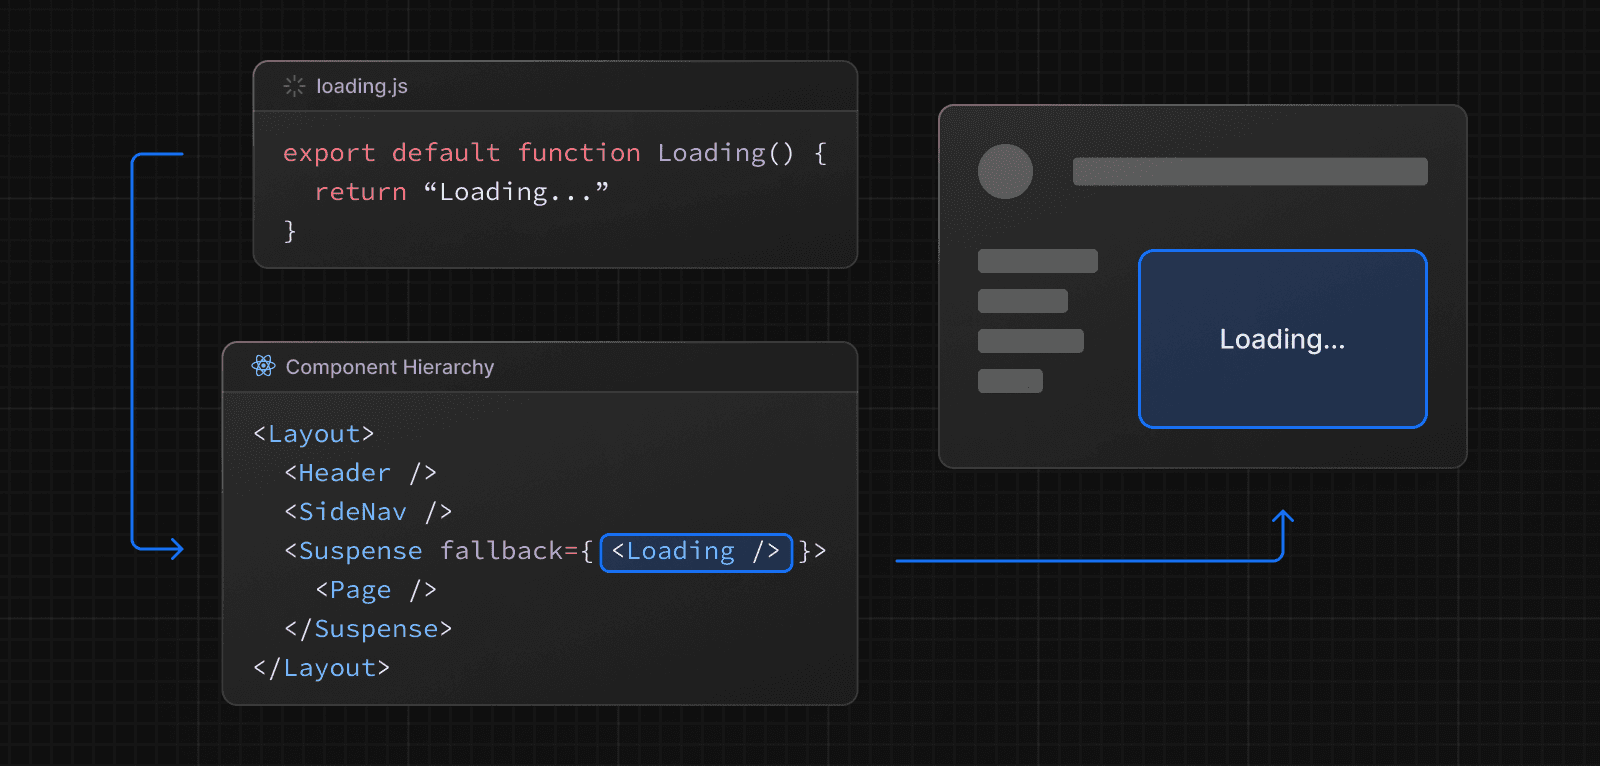 loading.js
export default function Loading() {
  return “Loading...”
}
Component Hierarchy
<Layout>
  <Header />
  <SideNav />
  <Suspense fallback={ <Loading /> }>
    <Page />
  </Suspense>
</Layout>
Loading...